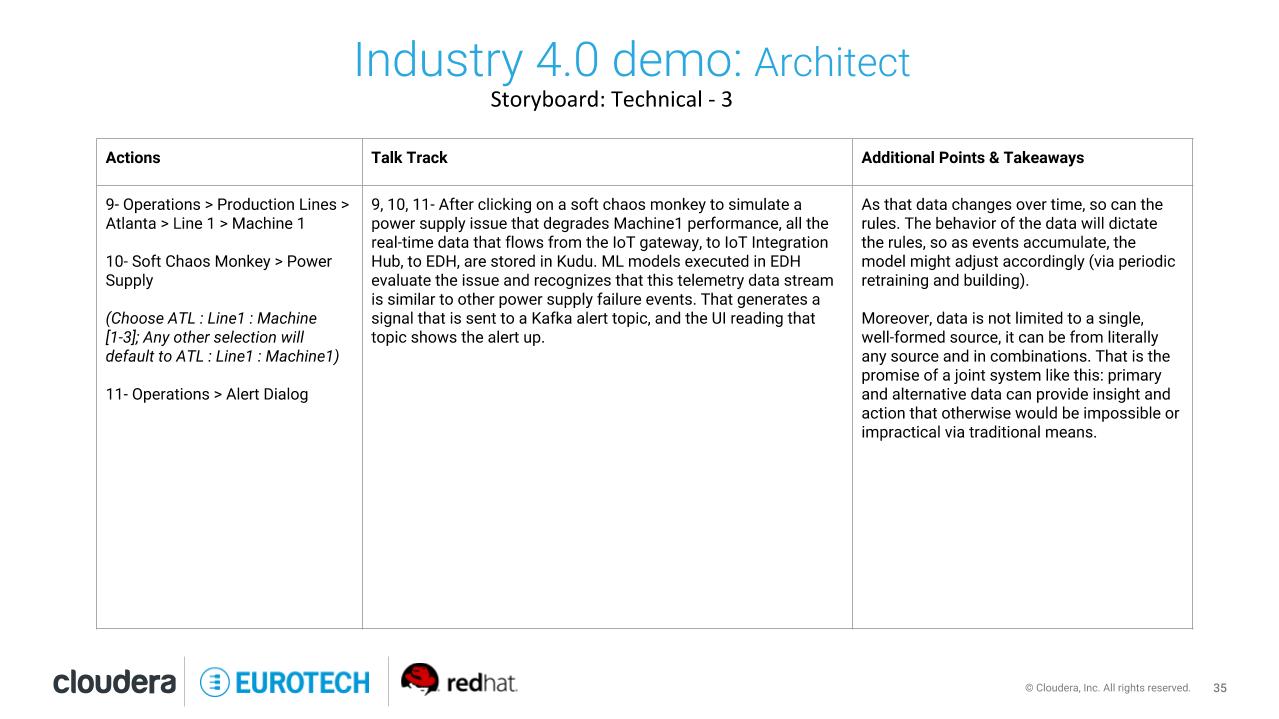 Industry 4.0 demo: Architect
Storyboard: Technical - 3
Actions
Talk Track
Additional Points & Takeaways
9- Operations > Production Lines >
Atlanta > Line 1 > Machine 1
10- Soft Chaos Monkey > Power
Supply
(Choose ATL : Line1 : Machine
[1-3]; Any other selection will
default to ATL : Line1 : Machine1)
11- Operations > Alert Dialog
9, 10, 11- After clicking on a soft chaos monkey to simulate a
power supply issue that degrades Machine1 performance, all the
real-time data that flows from the IoT gateway, to IoT Integration
Hub, to EDH, are stored in Kudu. ML models executed in EDH
evaluate the issue and recognizes that this telemetry data stream
is similar to other power supply failure events. That generates a
signal that is sent to a Kafka alert topic, and the UI reading that
topic shows the alert up.
As that data changes over time, so can the
rules. The behavior of the data will dictate
the rules, so as events accumulate, the
model might adjust accordingly (via periodic
retraining and building).
Moreover, data is not limited to a single,
well-formed source, it can be from literally
any source and in combinations. That is the
promise of a joint system like this: primary
and alternative data can provide insight and
action that otherwise would be impossible or
impractical via traditional means.
cloudera
EUROTECH
redhat.
© Cloudera, Inc. All rights reserved.
35